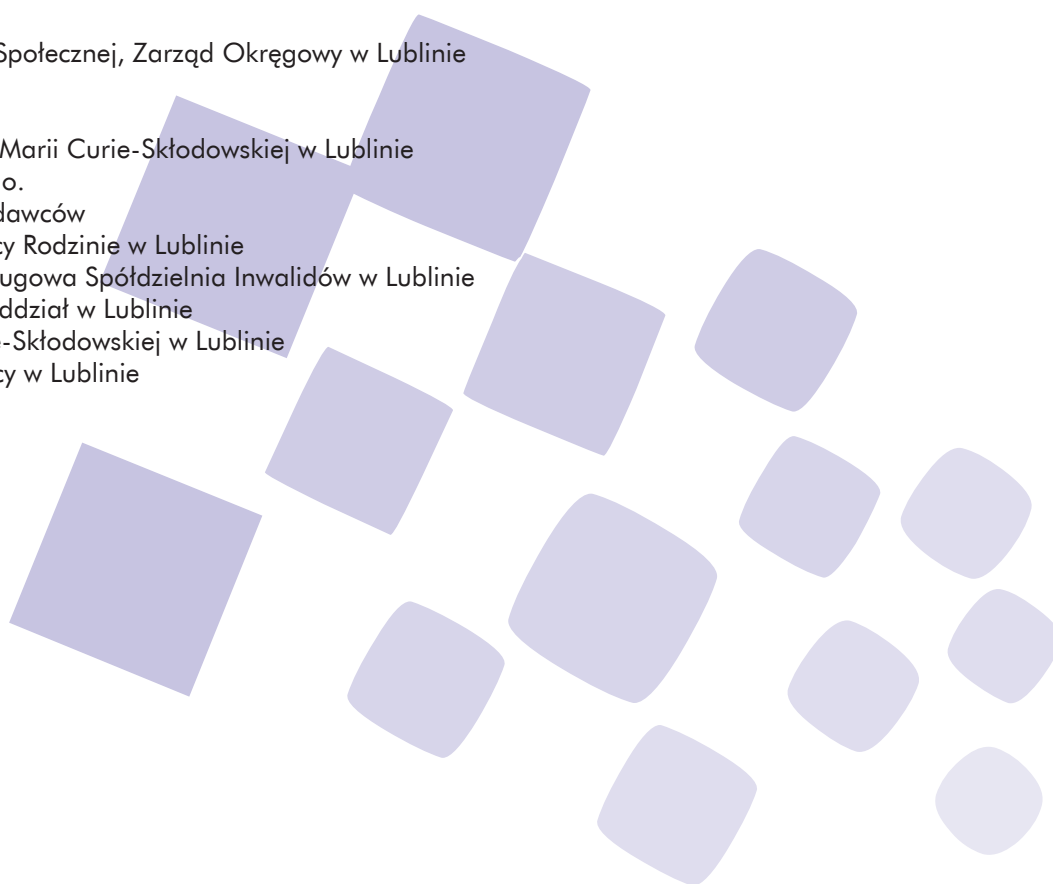 Społecznej, Zarząd Okręgowy w Lublinie
Marii Curie-Skłodowskiej w Lublinie
o.
dawców
cy Rodzinie w Lublinie
ugowa Spółdzielnia Inwalidów w Lublinie
ddział w Lublinie
e-Skłodowskiej w Lublinie
cy w Lublinie